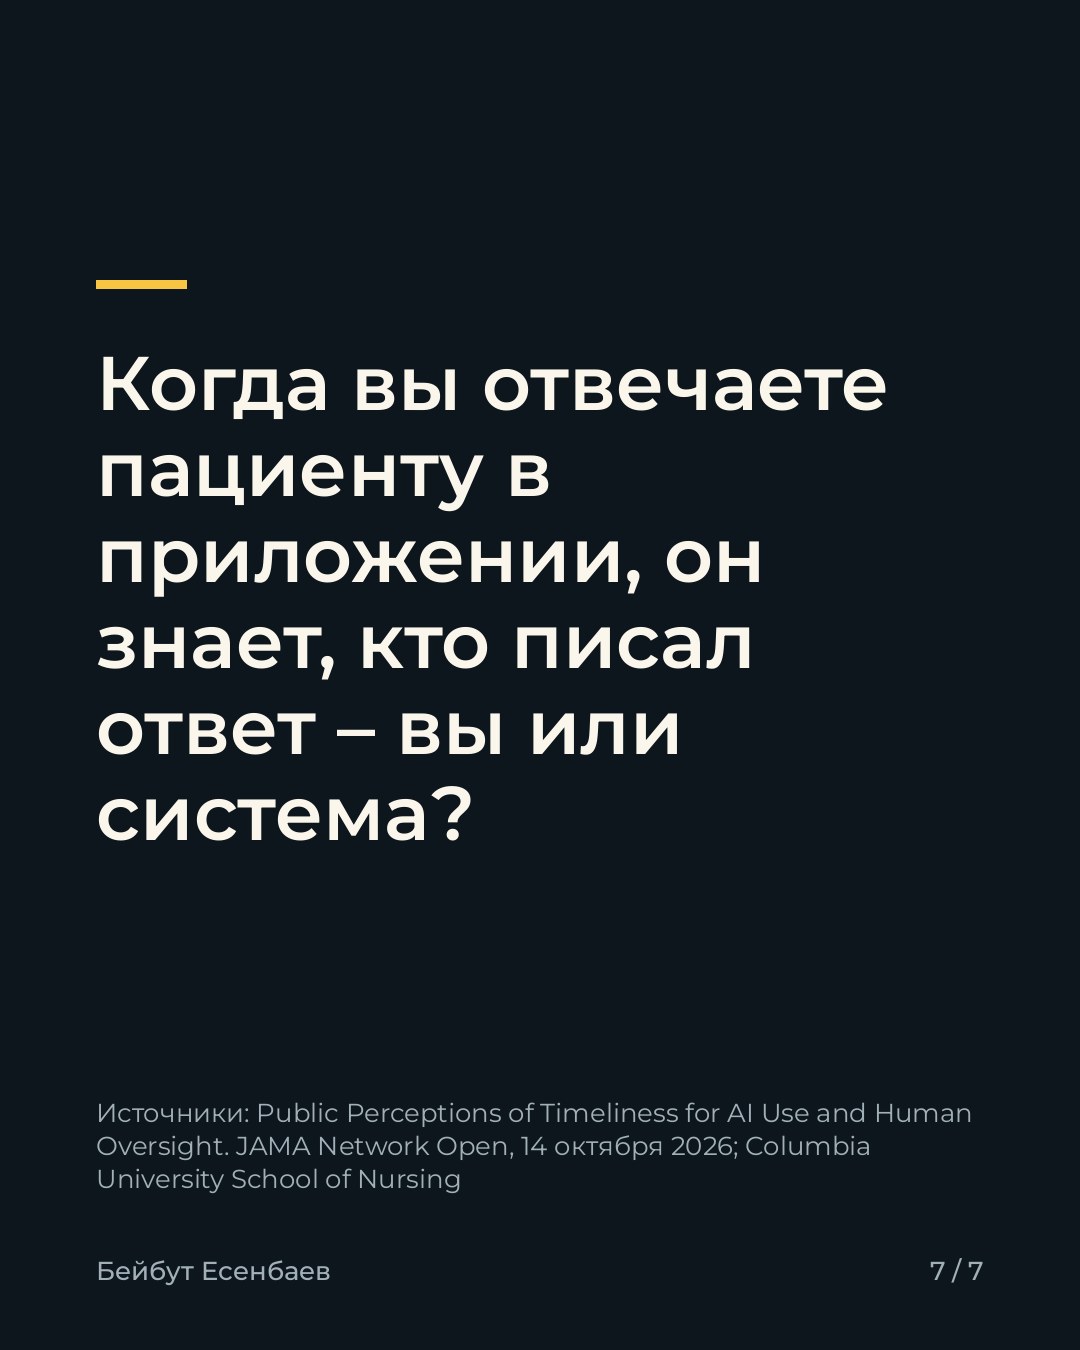 Когда вы отвечаете
пациенту в
приложении, он
знает, кто писал
ответ – вы или
система?
Источники: Public Perceptions of Timeliness for AI Use and Human
Oversight. JAMA Network Open, 14 октября 2026; Columbia
University School of Nursing
Бейбут Есенбаев
7 / 7